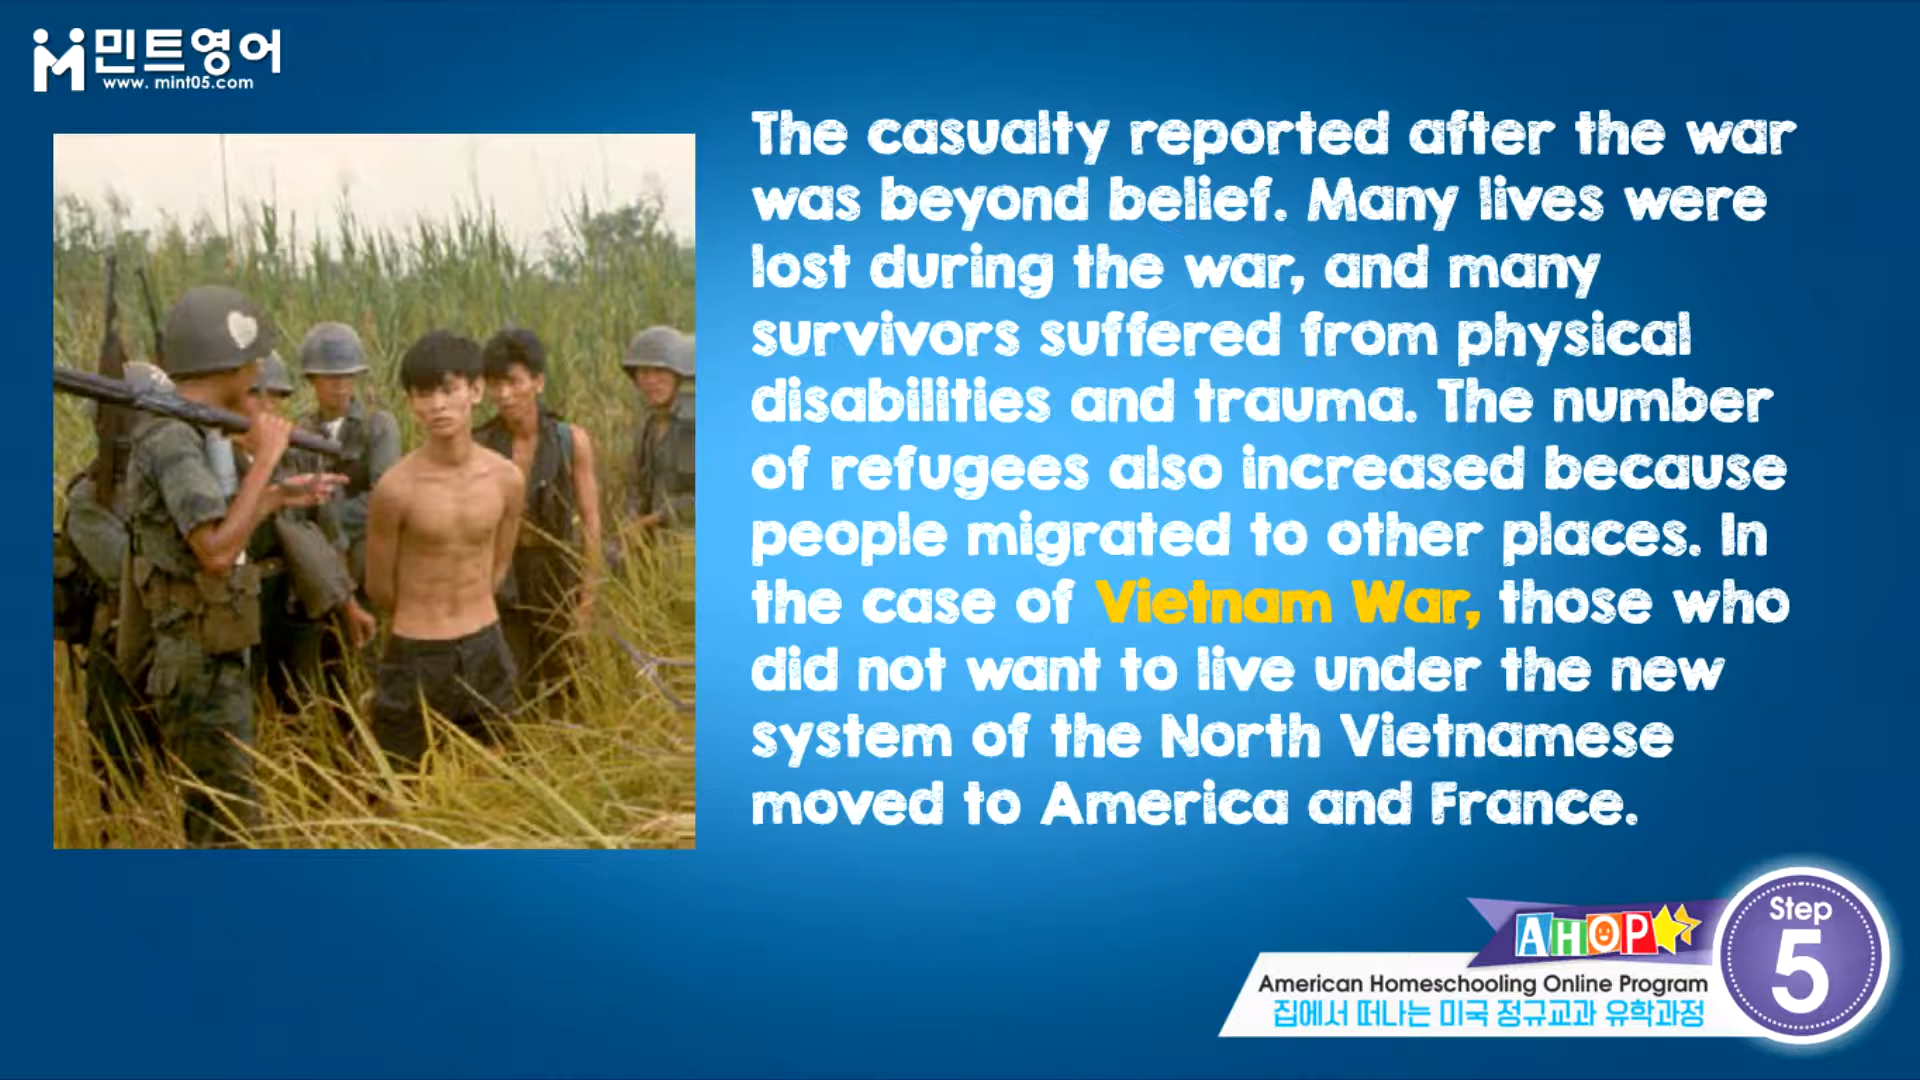 민트영어
www. mint05.com
The casualty reported after the war
was beyond belief. Many lives were
lost during the war, and many
survivors suffered from physical
disabilities and trauma. The number
of refugees also increased because
people migrated to other places. In
the case of Vietnam War, those who
did not want to live under the new
system of the North Vietnamese
moved to America and France.
AHOP
Step
5
American Homeschooling Online Program
집에서 떠나는 미국 정규교과 유학과정